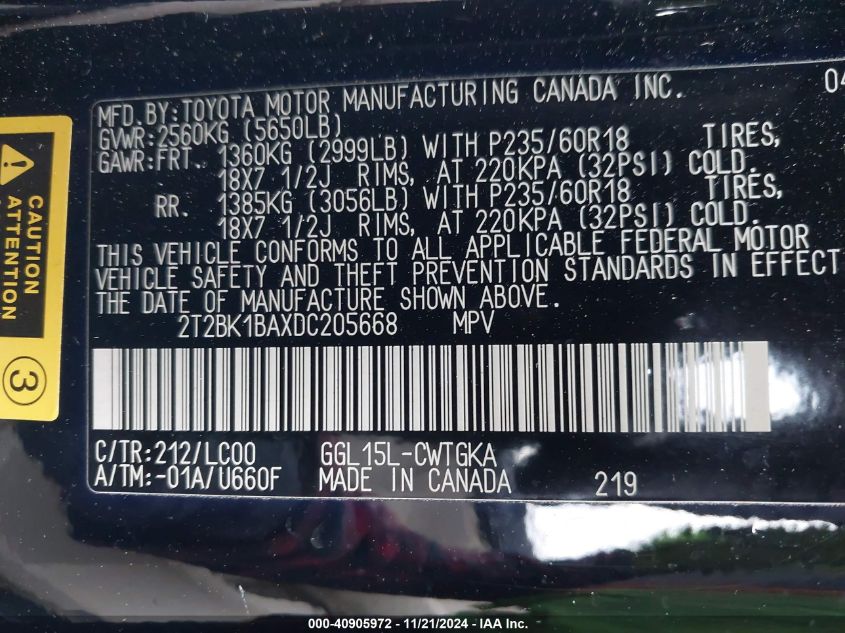 MFD. BY: TOYOTA MOTOR MANUFACTURING CANADA INC. 04
GVWR: 2560KG (5650LB)
GAWR: FRT. 1360KG (2999LB) WITH P235/60R18 TIRES,
18X7 1/2J RIMS, AT 220KPA (32PSI) COLD.
RR. 1385KG (3056LB) WITH P235/60R18 TIRES,
18X7 1/2J RIMS, AT 220KPA (32PSI) COLD.
THIS VEHICLE CONFORMS TO ALL APPLICABLE FEDERAL MOTOR
VEHICLE SAFETY AND THEFT PREVENTION STANDARDS IN EFFECT
THE DATE OF MANUFACTURE SHOWN ABOVE.
2T2BK1BAXDC205668 MPV
C/TR: 212/LC00 GGL15L-CWTGKA
A/TM: -01A/U660F MADE IN CANADA 219
CAUTION
ATTENTION
3
000-40905972 - 11/21/2024 - IAA Inc.